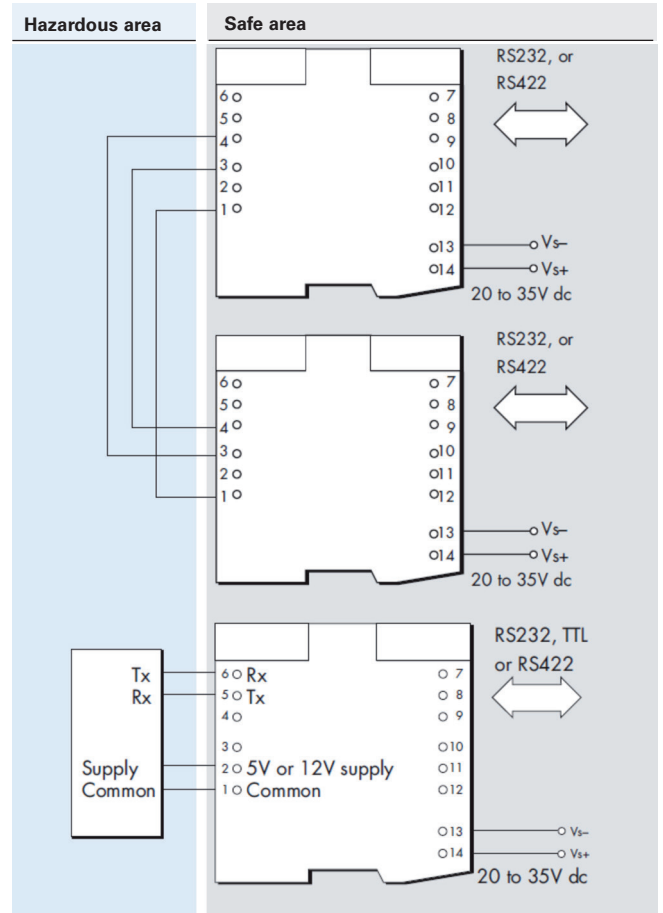 Hazardous area
Safe area
RS232, or
RS422
6 7
5 8
4 9
3 10
2 11
1 12
13 Vs–
14 Vs+
20 to 35V dc
RS232, or
RS422
6 7
5 8
4 9
3 10
2 11
1 12
13 Vs–
14 Vs+
20 to 35V dc
RS232, TTL
or RS422
Tx 6 Rx 7
Rx 5 Tx 8
4 9
3 10
Supply 2 5V or 12V supply 11
Common 1 Common 12
13 Vs–
14 Vs+
20 to 35V dc